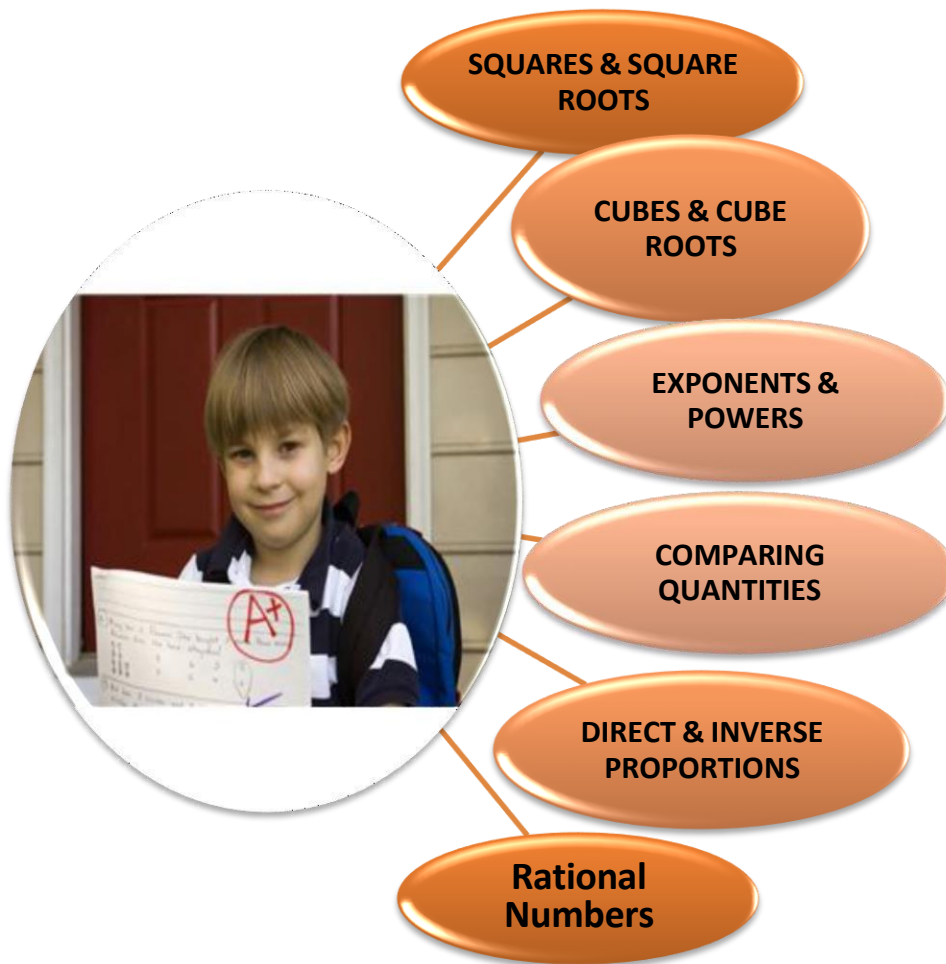 SQUARES & SQUARE
ROOTS
CUBES & CUBE
ROOTS
EXPONENTS &
POWERS
COMPARING
QUANTITIES
DIRECT & INVERSE
PROPORTIONS
Rational
Numbers
A+